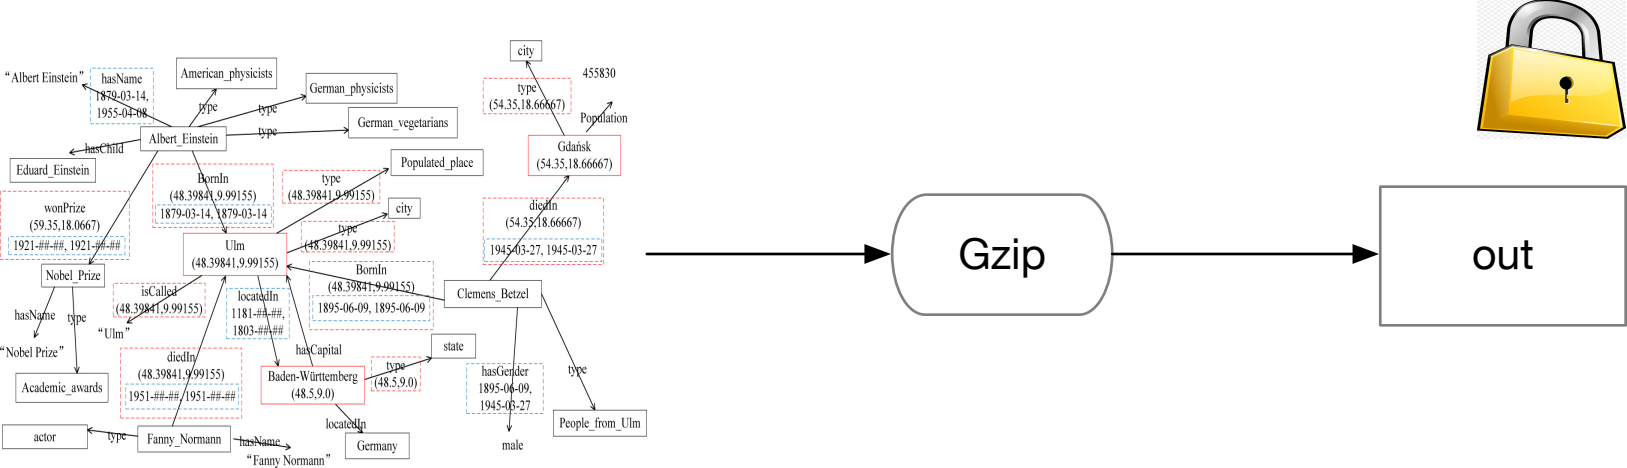 city
"Albert Einstein"
hasName
1879-03-14,
1955-04-08
American_physicists
455830
type
(54.35,18.66667)
German_physicists
type
type
Population
German_vegetarians
type
Albert_Einstein
hasChild
Gdańsk
(54.35,18.66667)
Eduard_Einstein
Populated_place
BornIn
(48.39841,9.99155)
1879-03-14, 1879-03-14
type
(48.39841,9.99155)
wonPrize
(59.35,18.0667)
1921-##-##, 1921-##-##
city
diedIn
(54.35,18.66667)
1945-03-27, 1945-03-27
type
(48.39841,9.99155)
Ulm
(48.39841,9.99155)
Gzip
out
Nobel_Prize
BornIn
(48.39841,9.99155)
1895-06-09, 1895-06-09
Clemens_Betzel
isCalled
(48.39841,9.99155)
locatedIn
1181-##-##,
1803-##-##
hasName
type
"Ulm"
"Nobel Prize"
hasCapital
state
diedIn
(48.39841,9.99155)
1951-##-##, 1951-##-##
type
(48.5,9.0)
Baden-Württemberg
(48.5,9.0)
hasGender
1895-06-09,
1945-03-27
type
Academic_awards
locatedIn
People_from_Ulm
actor
type
Fanny_Normann
hasName
"Fanny Normann"
Germany
male